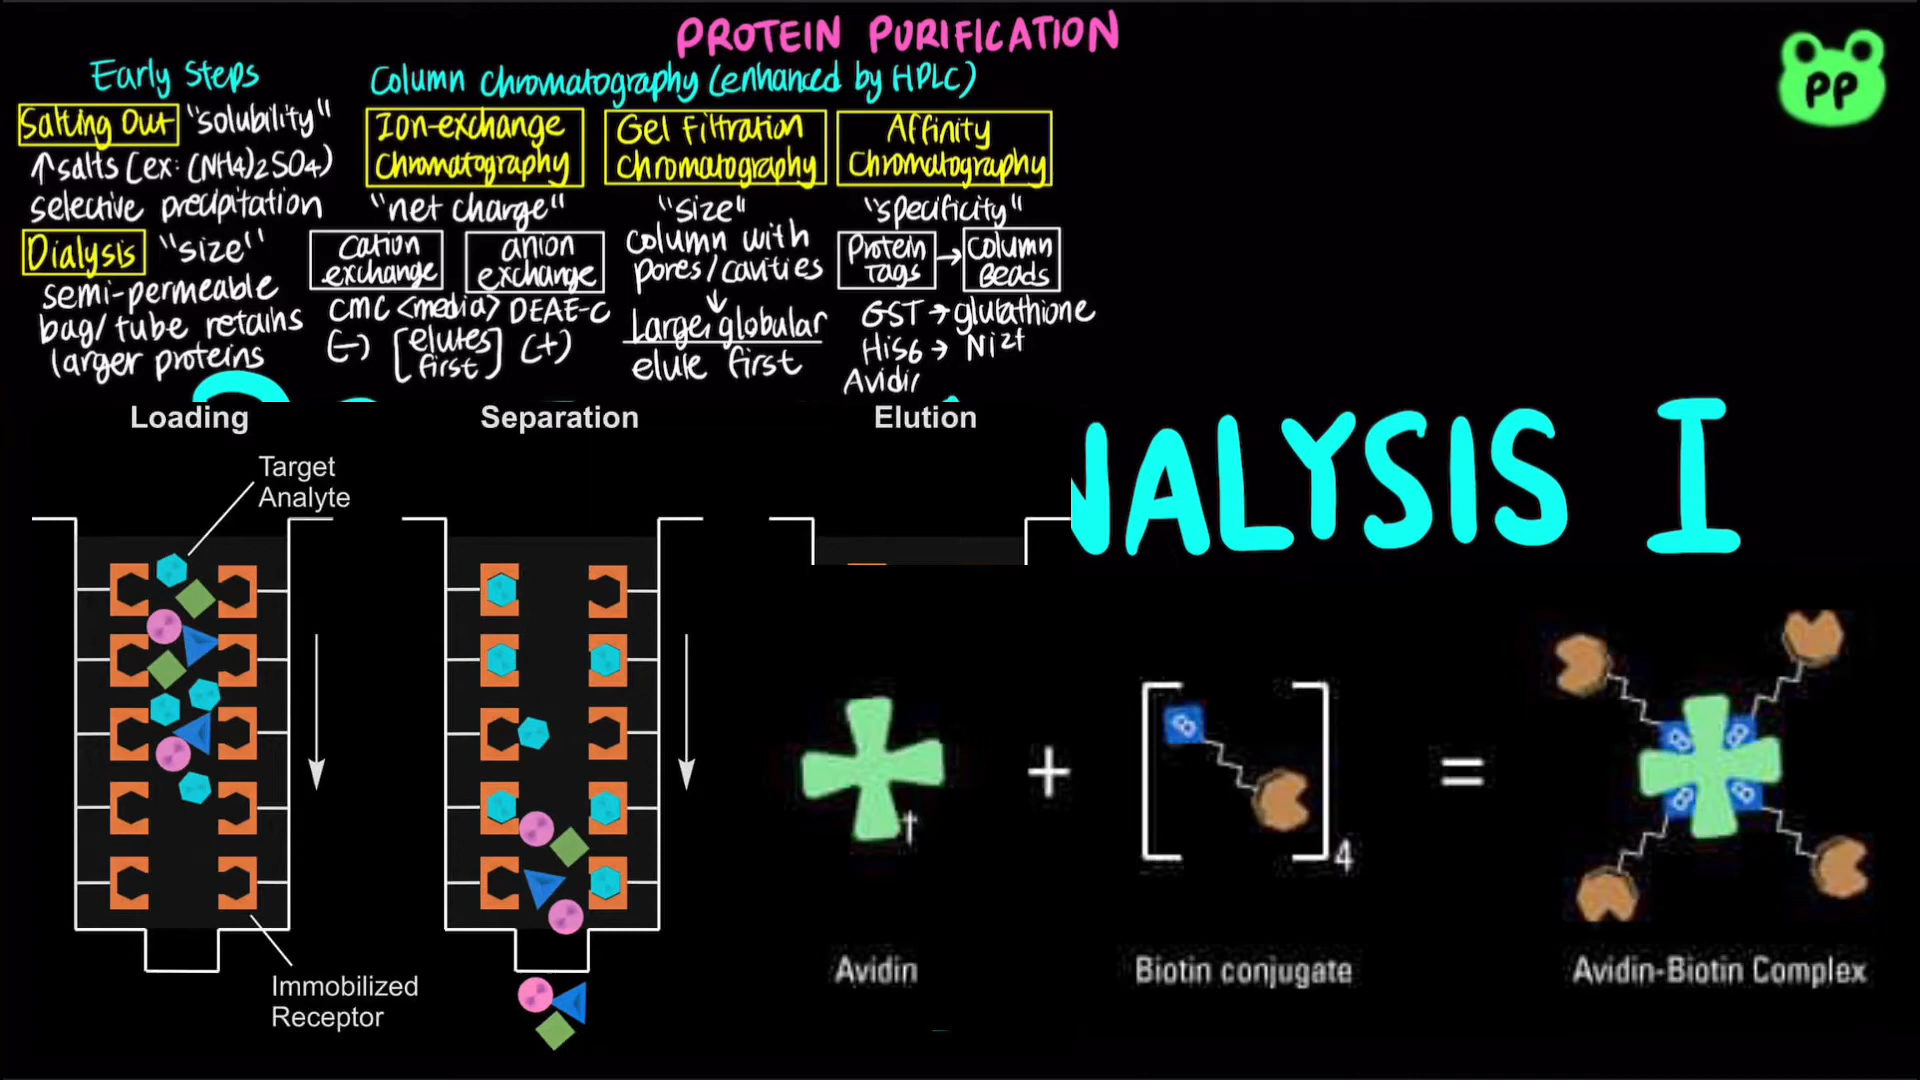 PROTEIN PURIFICATION
PP
Early Steps
Salting Out "solubility"
↑salts (ex: (NH4)2SO4)
selective precipitation
Dialysis "size"
semi-permeable
bag/tube retains
larger proteins
Column chromatography (enhanced by HPLC)
Ion-exchange
chromatography
"net charge"
cation
exchange
anion
exchange
CMC <media> DEAE-C
(-) [elutes first] (+)
Gel Filtration
chromatography
"size"
column with
pores/cavities
↓
Larger globular
elute first
Affinity
Chromatography
"specificity"
Protein
Tags
→
Column
Beads
GST → glutathione
His6 → Ni2+
Avidin
NALYSIS I
Loading
Separation
Elution
Target
Analyte
Immobilized
Receptor
+
B
4
=
B
B
B
B
Avidin
Biotin conjugate
Avidin-Biotin Complex